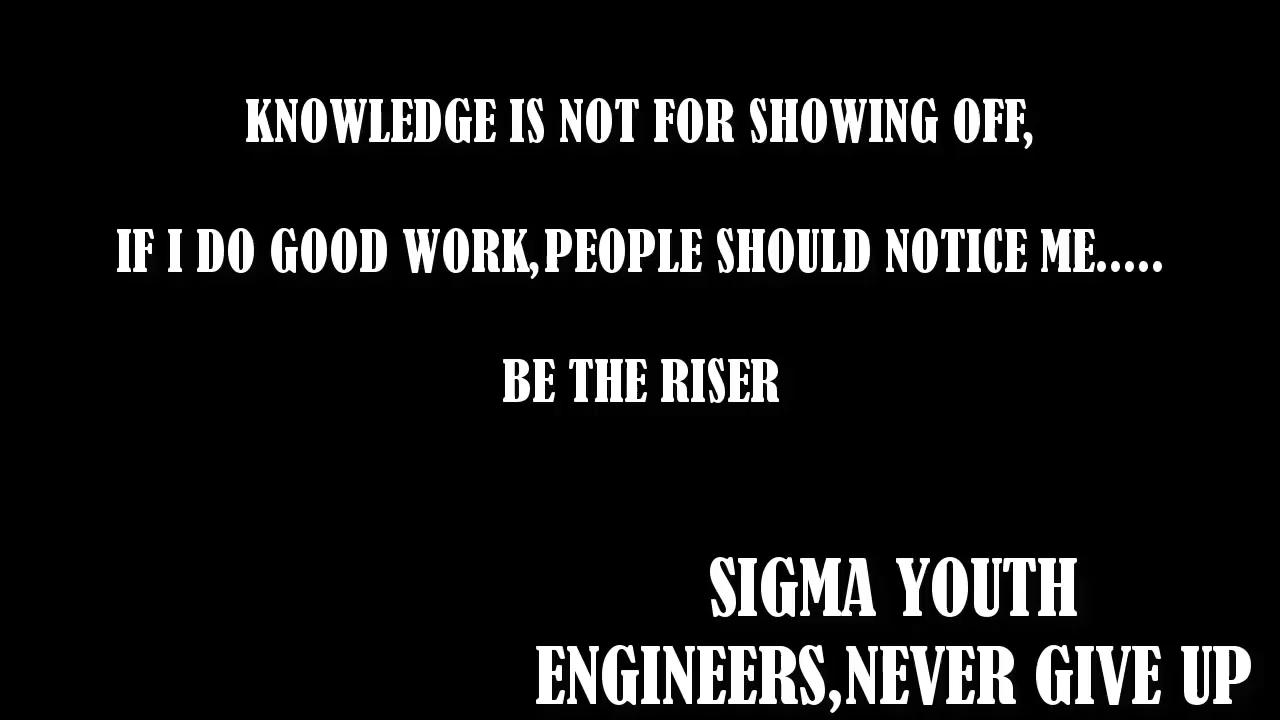 KNOWLEDGE IS NOT FOR SHOWING OFF,
IF I DO GOOD WORK,PEOPLE SHOULD NOTICE ME.....
BE THE RISER
SIGMA YOUTH
ENGINEERS,NEVER GIVE UP